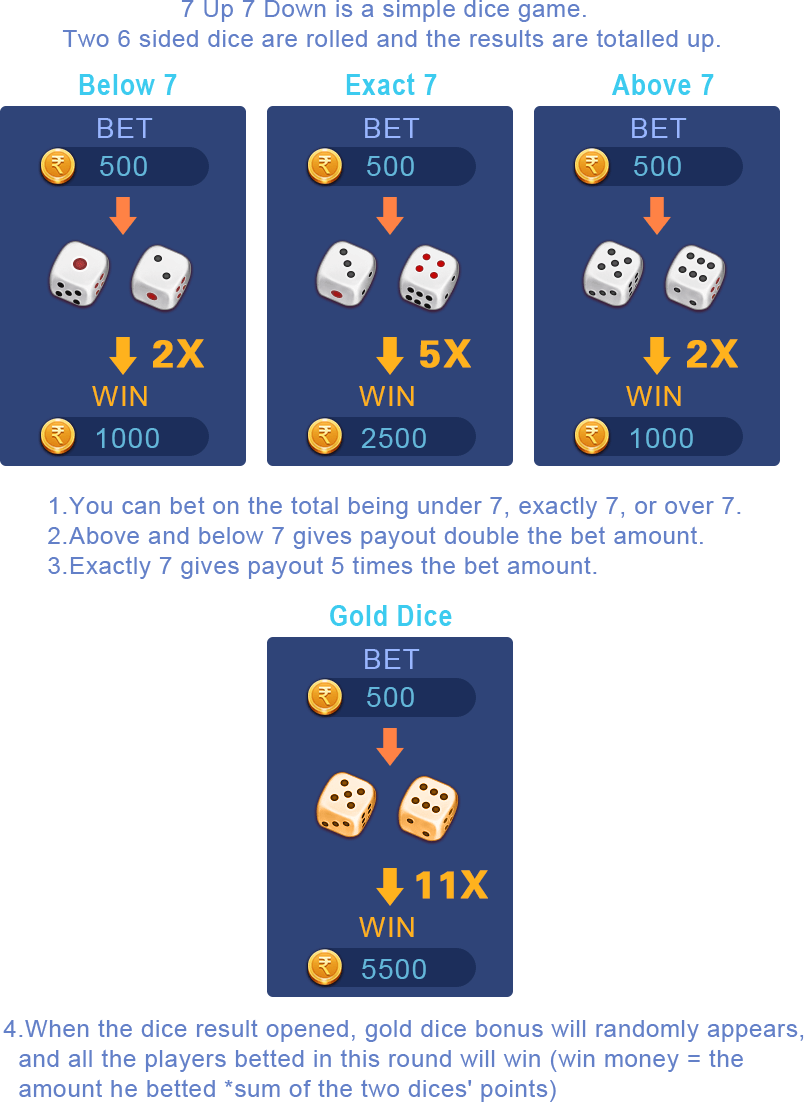 7 Up 7 Down is a simple dice game.
Two 6 sided dice are rolled and the results are totalled up.
Below 7
Exact 7
Above 7
BET
BET
BET
₹ 500
₹ 500
₹ 500
2X
5X
2X
WIN
WIN
WIN
₹ 1000
₹ 2500
₹ 1000
1.You can bet on the total being under 7, exactly 7, or over 7.
2.Above and below 7 gives payout double the bet amount.
3.Exactly 7 gives payout 5 times the bet amount.
Gold Dice
BET
₹ 500
11X
WIN
₹ 5500
4.When the dice result opened, gold dice bonus will randomly appears,
and all the players betted in this round will win (win money = the
amount he betted *sum of the two dices' points)